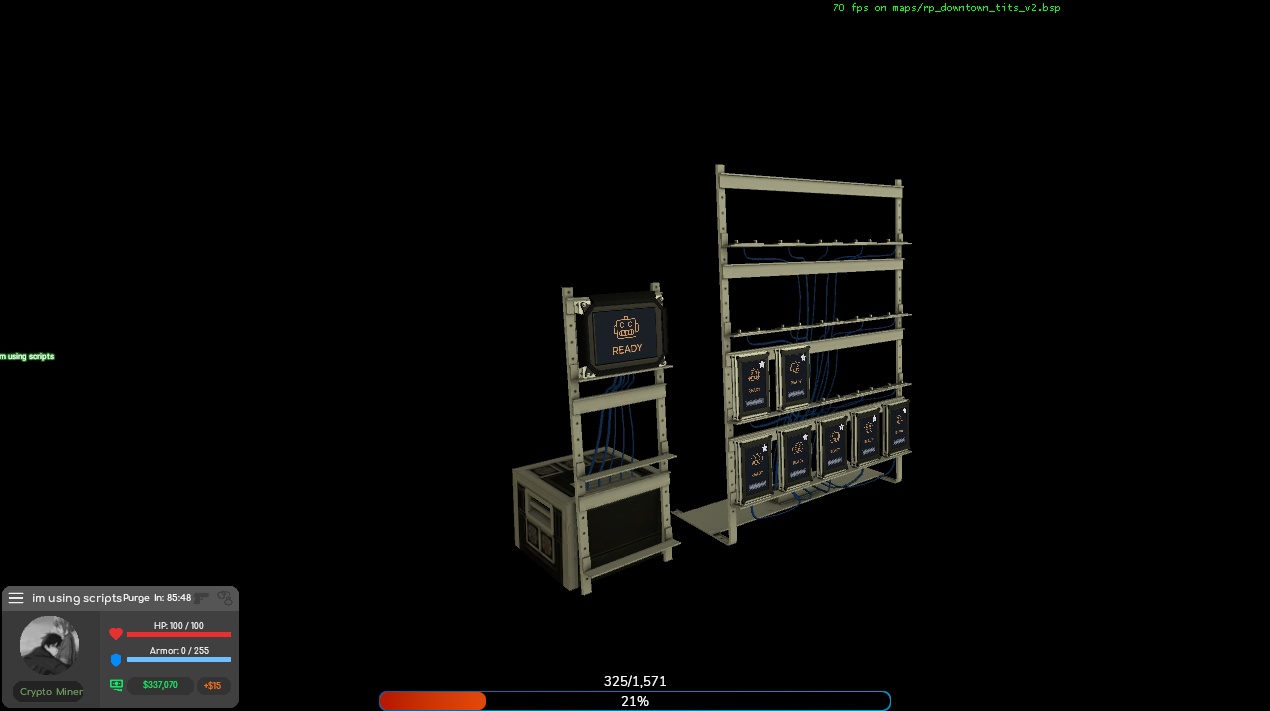 70 fps on maps/rp_downtown_tits_v2.bsp
READY
m using scripts
im using scripts Purge In: 85:48
HP: 100 / 100
Armor: 0 / 255
Crypto Miner
$337,070
+$15
325/1,571
21%